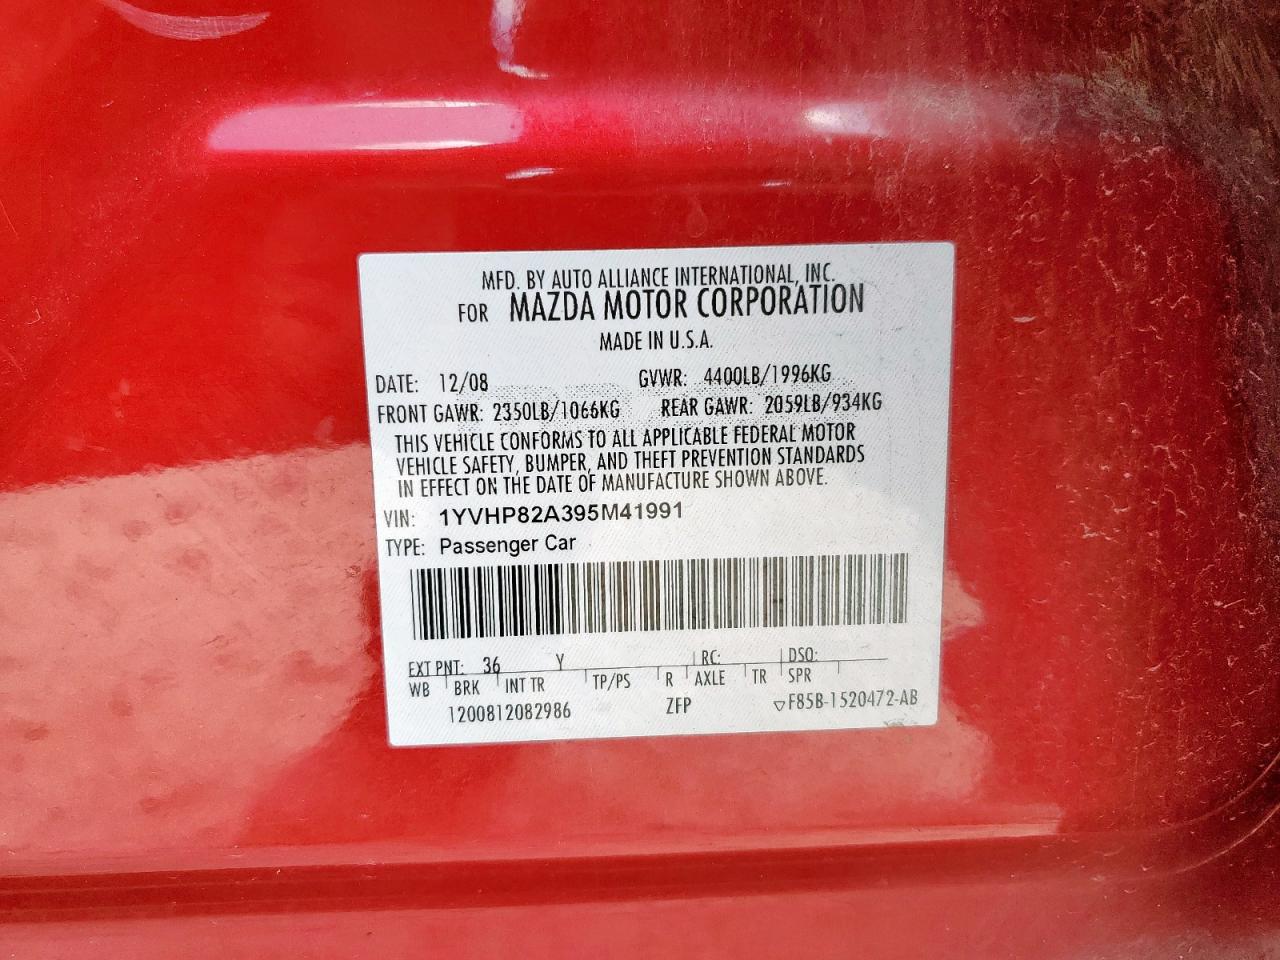 MFD. BY AUTO ALLIANCE INTERNATIONAL, INC.
FOR MAZDA MOTOR CORPORATION
MADE IN U.S.A.
DATE: 12/08 GVWR: 4400LB/1996KG
FRONT GAWR: 2350LB/1066KG REAR GAWR: 2059LB/934KG
THIS VEHICLE CONFORMS TO ALL APPLICABLE FEDERAL MOTOR
VEHICLE SAFETY, BUMPER, AND THEFT PREVENTION STANDARDS
IN EFFECT ON THE DATE OF MANUFACTURE SHOWN ABOVE.
VIN: 1YVHP82A395M41991
TYPE: Passenger Car
EXT PNT: 36 Y RC: DSO:
WB BRK INT TR TP/PS R AXLE TR SPR
1200812082986 ZFP ▽F85B-1520472-AB